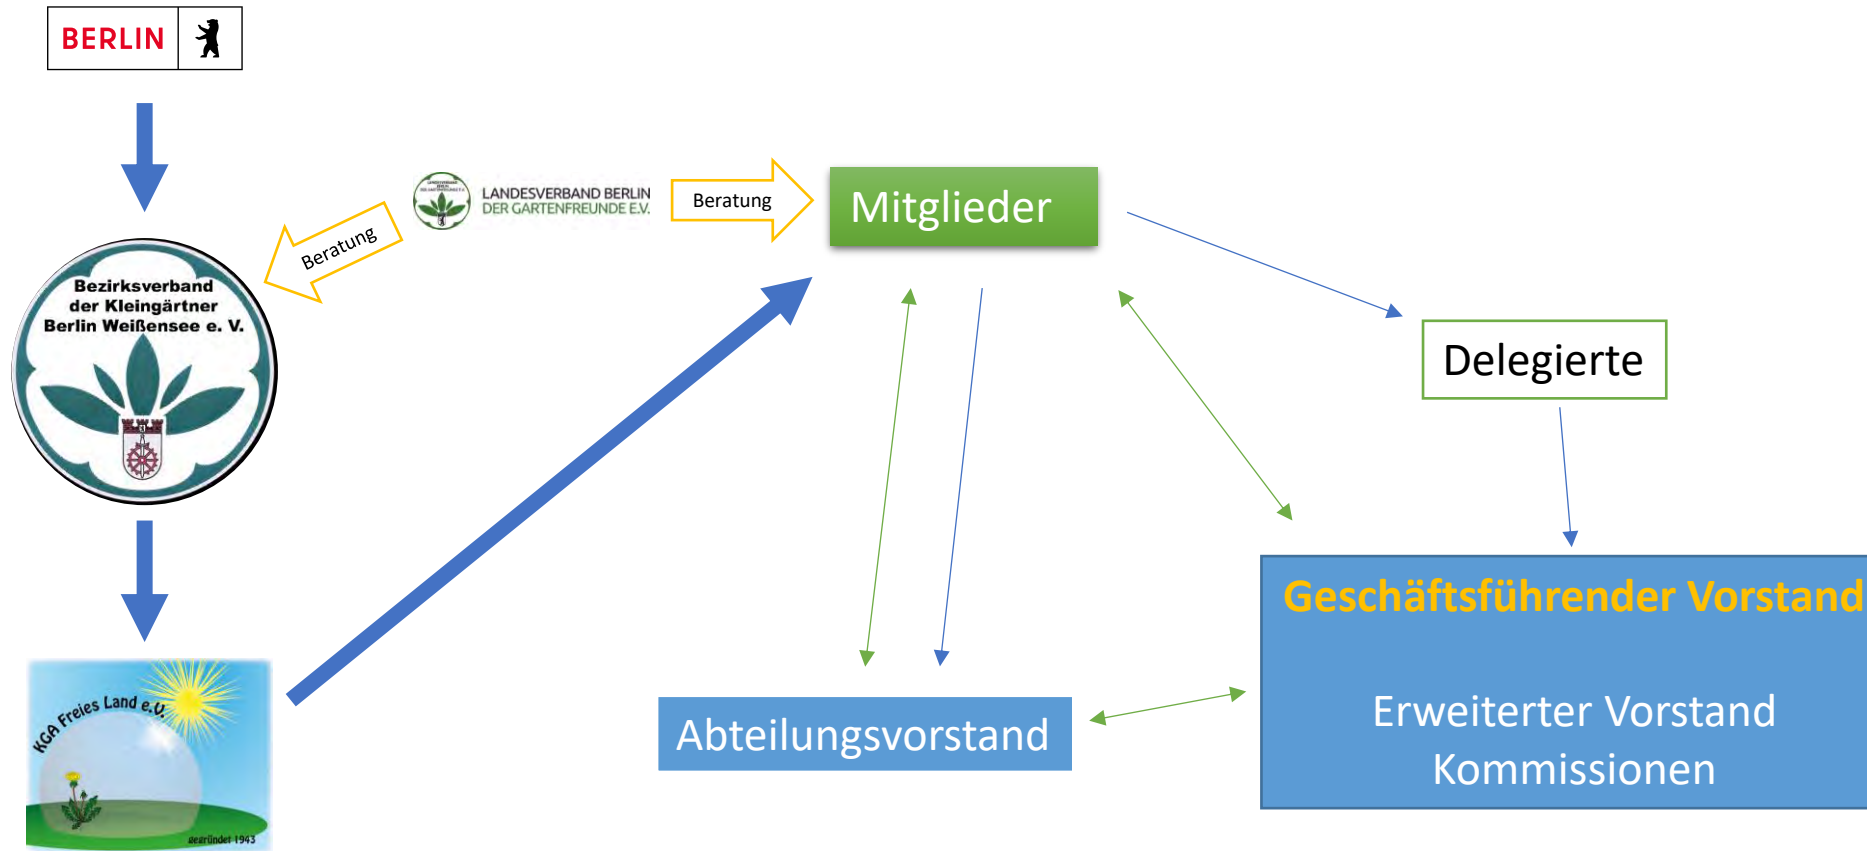 BERLIN
LANDESVERBAND BERLIN
DER GARTENFREUNDE E.V.
Beratung
Beratung
Mitglieder
Bezirksverband
der Kleingärtner
Berlin Weißensee e. V.
Delegierte
Geschäftsführender Vorstand
Erweiterter Vorstand
Kommissionen
Abteilungsvorstand
KGA Freies Land e.V.
gegründet 1943